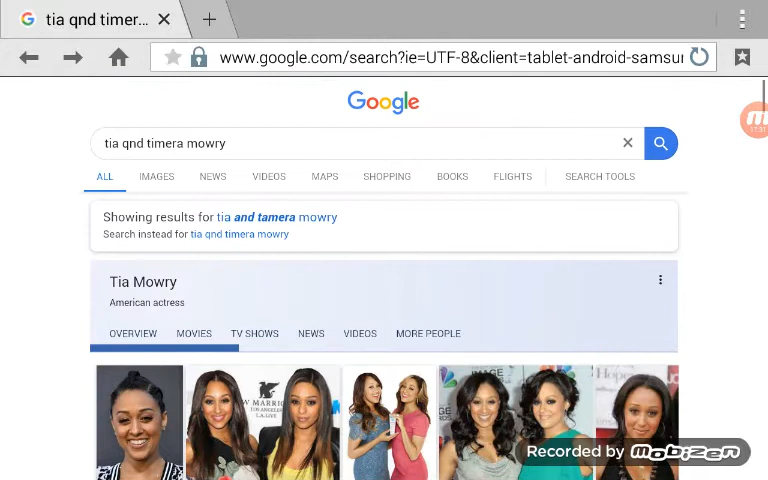 tia qnd timer...
www.google.com/search?ie=UTF-8&client=tablet-android-samsur
Google
17:31
tia qnd timera mowry
ALL IMAGES NEWS VIDEOS MAPS SHOPPING BOOKS FLIGHTS SEARCH TOOLS
Showing results for tia and tamera mowry
Search instead for tia qnd timera mowry
Tia Mowry
American actress
OVERVIEW MOVIES TV SHOWS NEWS VIDEOS MORE PEOPLE
Recorded by Mobizen